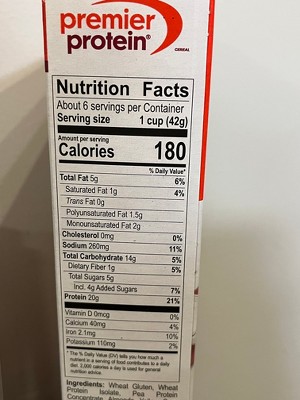 premier
protein®
CEREAL
Nutrition Facts
About 6 servings per Container
Serving size 1 cup (42g)
Amount per serving
Calories 180
% Daily Value*
Total Fat 5g 6%
Saturated Fat 1g 4%
Trans Fat 0g
Polyunsaturated Fat 1.5g
Monounsaturated Fat 2g
Cholesterol 0mg 0%
Sodium 260mg 11%
Total Carbohydrate 14g 5%
Dietary Fiber 1g 5%
Total Sugars 5g
Incl. 4g Added Sugars 7%
Protein 20g 21%
Vitamin D 0mcg 0%
Calcium 40mg 4%
Iron 2.1mg 10%
Potassium 110mg 2%
* The % Daily Value (DV) tells you how much a
nutrient in a serving of food contributes to a daily
diet. 2,000 calories a day is used for general
nutrition advice.
Ingredients: Wheat Gluten, Wheat
Protein Isolate, Pea Protein